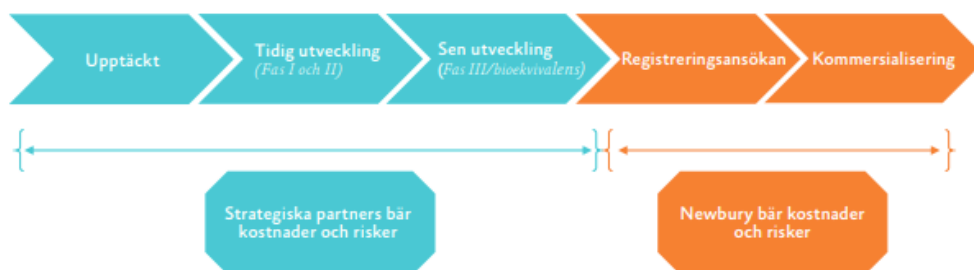 Upptäckt
Tidig utveckling
(Fas I och II)
Sen utveckling
(Fas III/bioekvivalens)
Registreringsansökan
Kommersialisering
Strategiska partners bär
kostnader och risker
Newbury bär kostnader
och risker